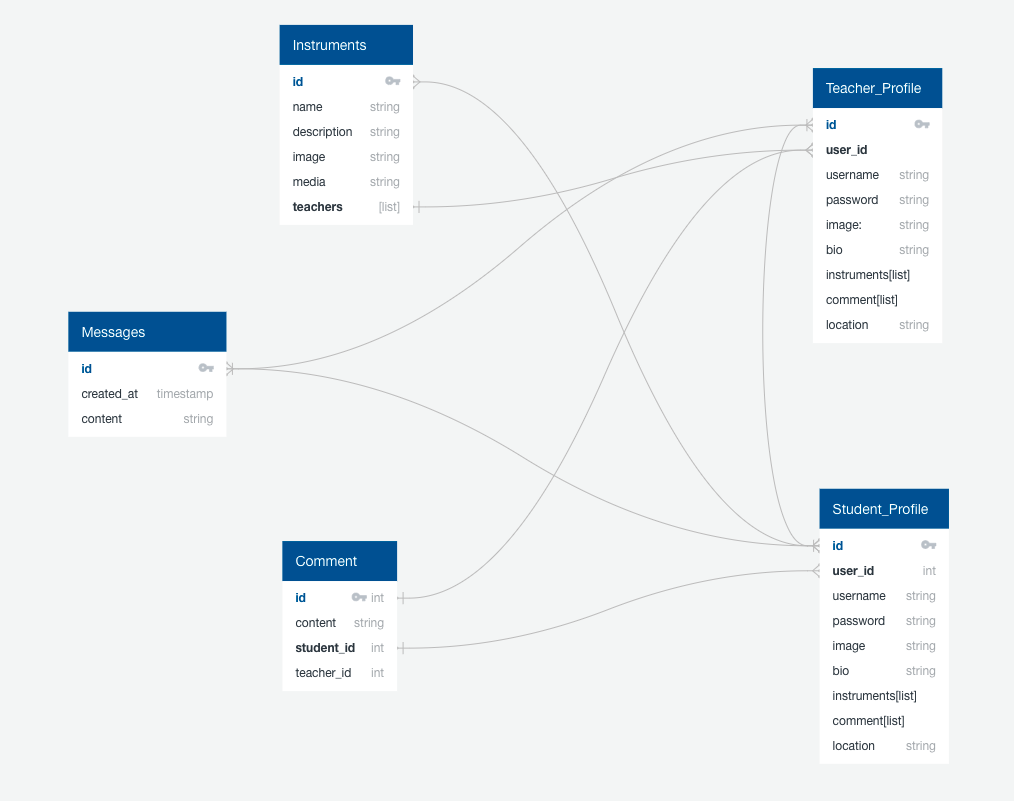 Instruments
id
name string
description string
image string
media string
teachers [list]
Teacher_Profile
id
user_id
username string
password string
image: string
bio string
instruments[list]
comment[list]
location string
Messages
id
created_at timestamp
content string
Comment
id int
content string
student_id int
teacher_id int
Student_Profile
id
user_id int
username string
password string
image string
bio string
instruments[list]
comment[list]
location string